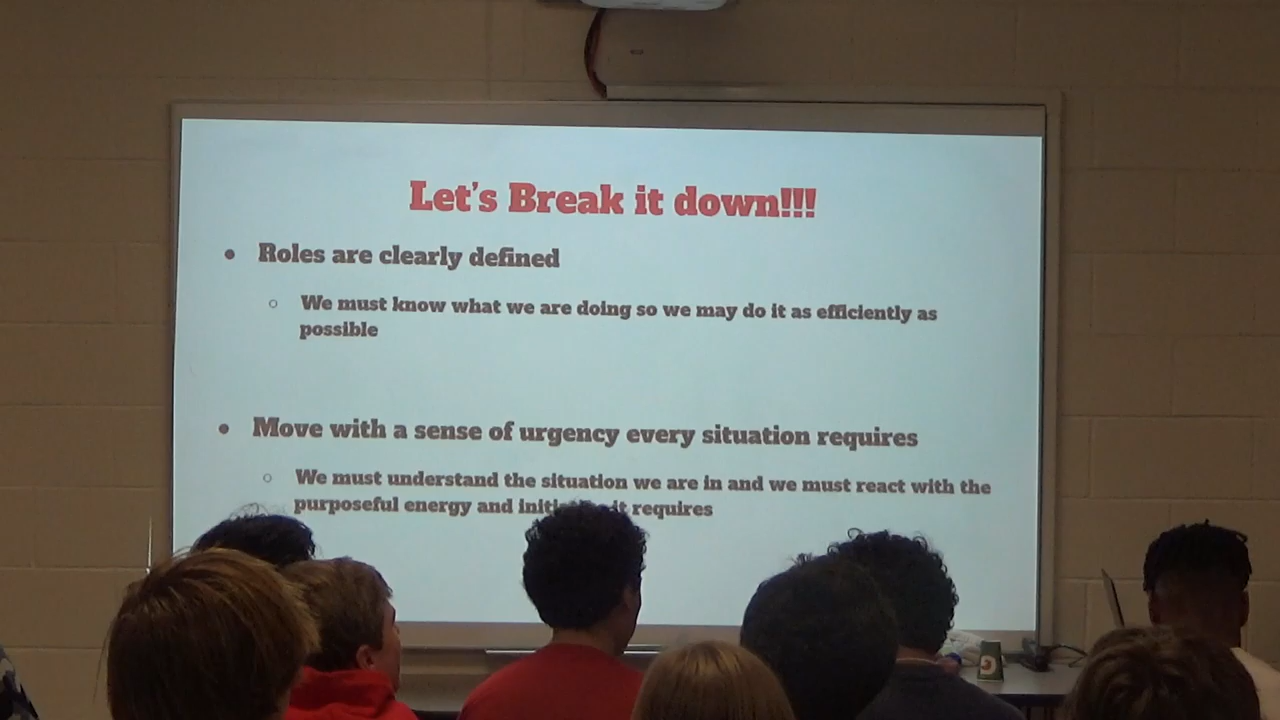 Let's Break it down!!!
● Roles are clearly defined
○ We must know what we are doing so we may do it as efficiently as
possible
● Move with a sense of urgency every situation requires
○ We must understand the situation we are in and we must react with the
purposeful energy and it requires